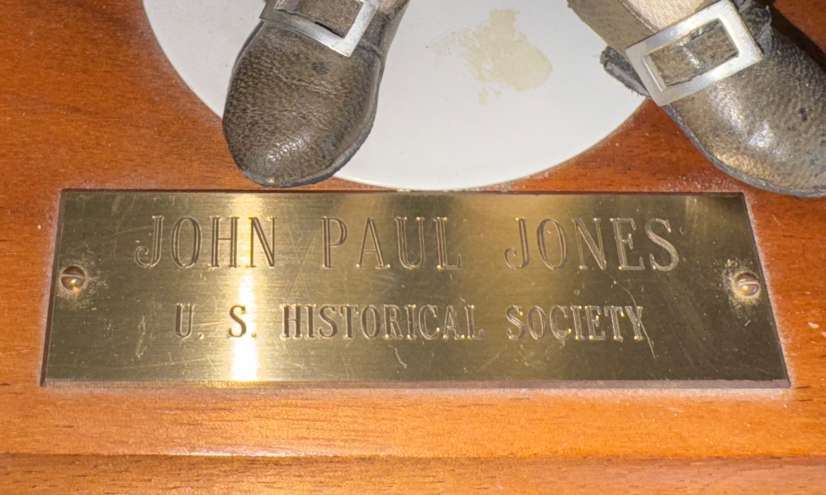 JOHN PAUL JONES
U. S. HISTORICAL SOCIETY